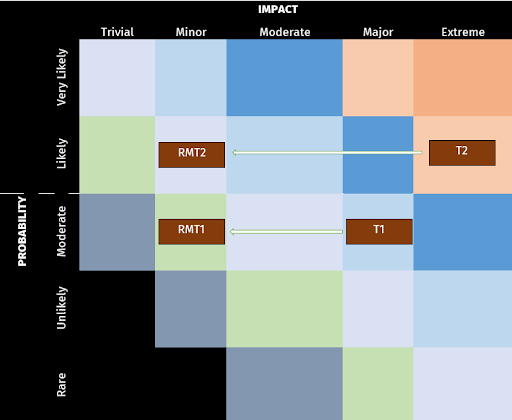 IMPACT
Trivial Minor Moderate Major Extreme
Very Likely
Likely
RMT2 T2
PROBABILITY
Moderate
RMT1 T1
Unlikely
Rare